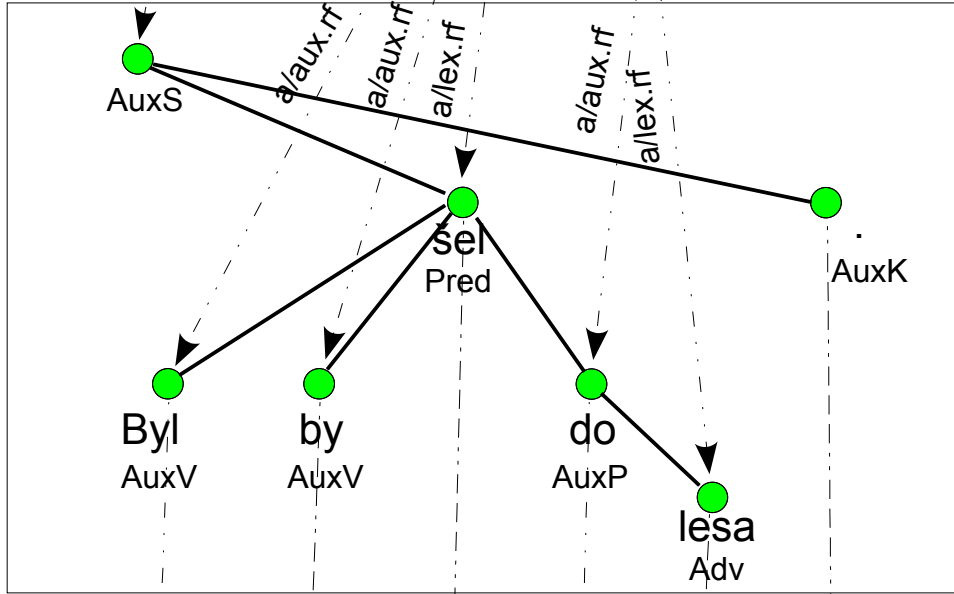 a/aux.rf
a/aux.rf
a/lex.rf
a/aux.rf
a/lex.rf
AuxS
šel
Pred
.
AuxK
Byl
AuxV
by
AuxV
do
AuxP
lesa
Adv